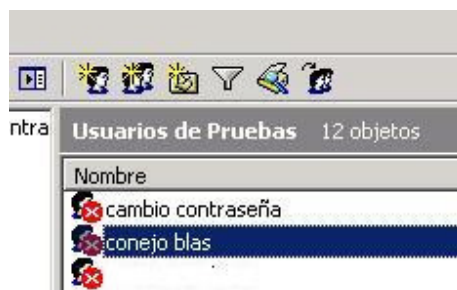 ntra
Usuarios de Pruebas 12 objetos
Nombre
cambio contraseña
conejo blas